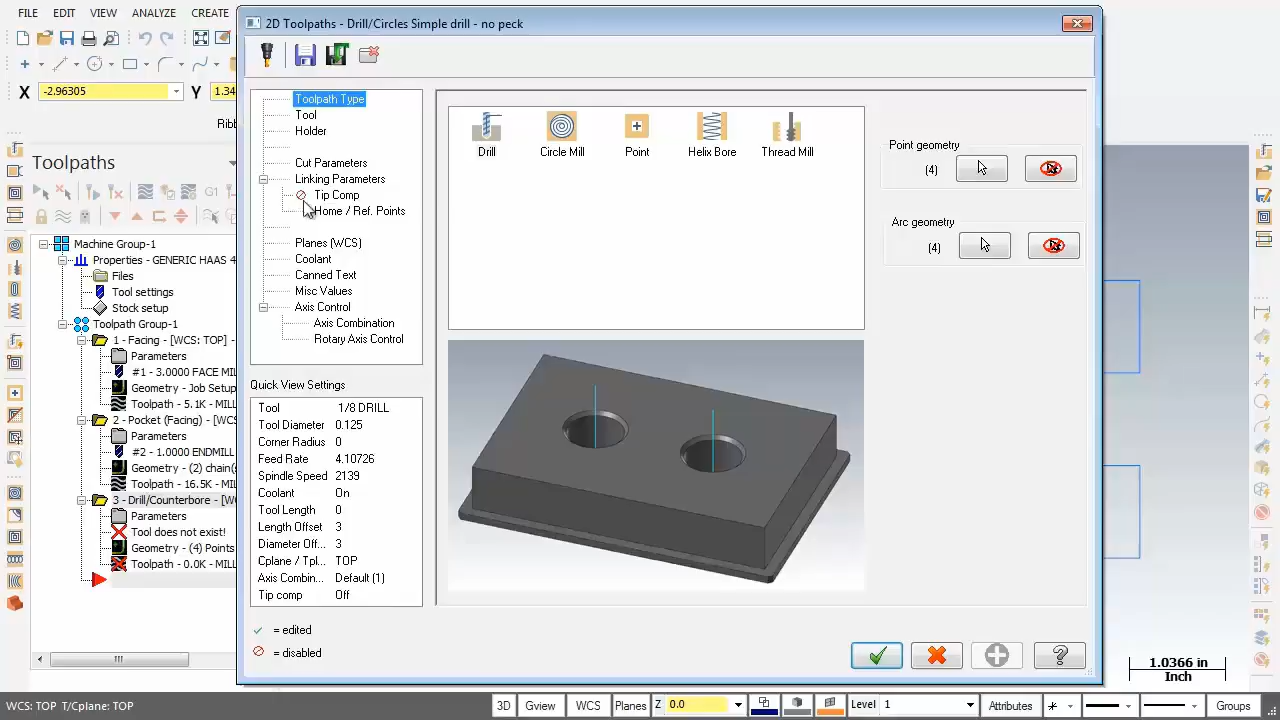 FILE EDIT VIEW ANALYZE CREATE
2D Toolpaths - Drill/Circles Simple drill - no peck
X -2.96305 Y 1.34
Ribb
Toolpaths
G1
Machine Group-1
Properties - GENERIC HAAS 4
Files
Tool settings
Stock setup
Toolpath Group-1
1 - Facing - [WCS: TOP] -
Parameters
#1 - 3.0000 FACE MI
Geometry - Job Setup
Toolpath - 5.1K - MILL
2 - Pocket (Facing) - [WCS
Parameters
#2 - 1.0000 ENDMILL
Geometry - (2) chain(s
Toolpath - 16.5K - MILL
3 - Drill/Counterbore - [WC
Parameters
Tool does not exist!
Geometry - (4) Points
Toolpath - 0.0K - MILL
Toolpath Type
Tool
Holder
Cut Parameters
Linking Parameters
Tip Comp
Home / Ref. Points
Planes (WCS)
Coolant
Canned Text
Misc Values
Axis Control
Axis Combination
Rotary Axis Control
Quick View Settings
Tool 1/8 DRILL
Tool Diameter 0.125
Corner Radius 0
Feed Rate 4.10726
Spindle Speed 2139
Coolant On
Tool Length 0
Length Offset 3
Diameter Off... 3
Cplane / Tpl... TOP
Axis Combin... Default (1)
Tip comp Off
= edited
= disabled
Drill Circle Mill Point Helix Bore Thread Mill
Point geometry
(4)
Arc geometry
(4)
1.0366 in
Inch
WCS: TOP T/Cplane: TOP 3D Gview WCS Planes Z 0.0 Level 1 Attributes Groups